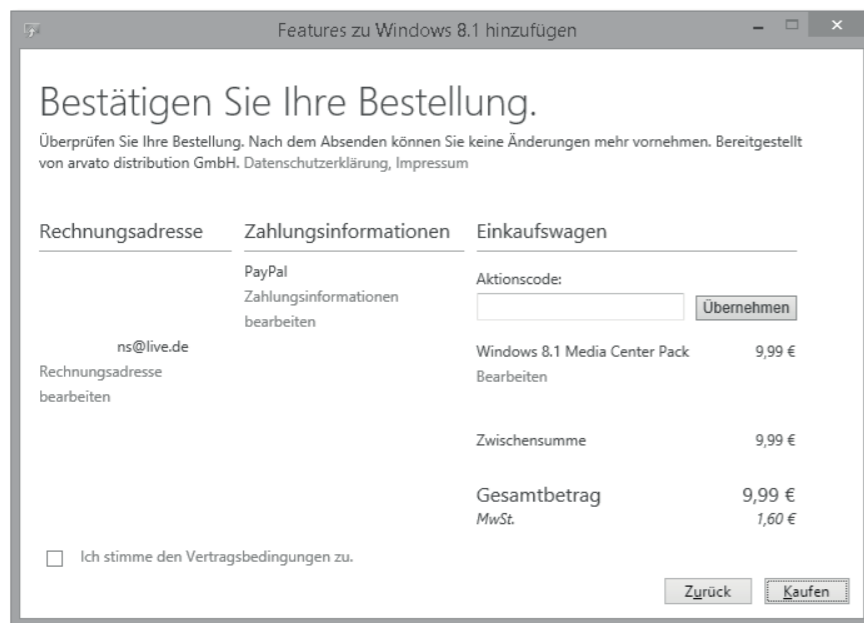 Features zu Windows 8.1 hinzufügen
Bestätigen Sie Ihre Bestellung.
Überprüfen Sie Ihre Bestellung. Nach dem Absenden können Sie keine Änderungen mehr vornehmen. Bereitgestellt
von arvato distribution GmbH. Datenschutzerklärung, Impressum
Rechnungsadresse
ns@live.de
Rechnungsadresse
bearbeiten
Zahlungsinformationen
PayPal
Zahlungsinformationen
bearbeiten
Einkaufswagen
Aktionscode:
Übernehmen
Windows 8.1 Media Center Pack 9,99 €
Bearbeiten
Zwischensumme 9,99 €
Gesamtbetrag 9,99 €
MwSt. 1,60 €
Ich stimme den Vertragsbedingungen zu.
Zurück Kaufen